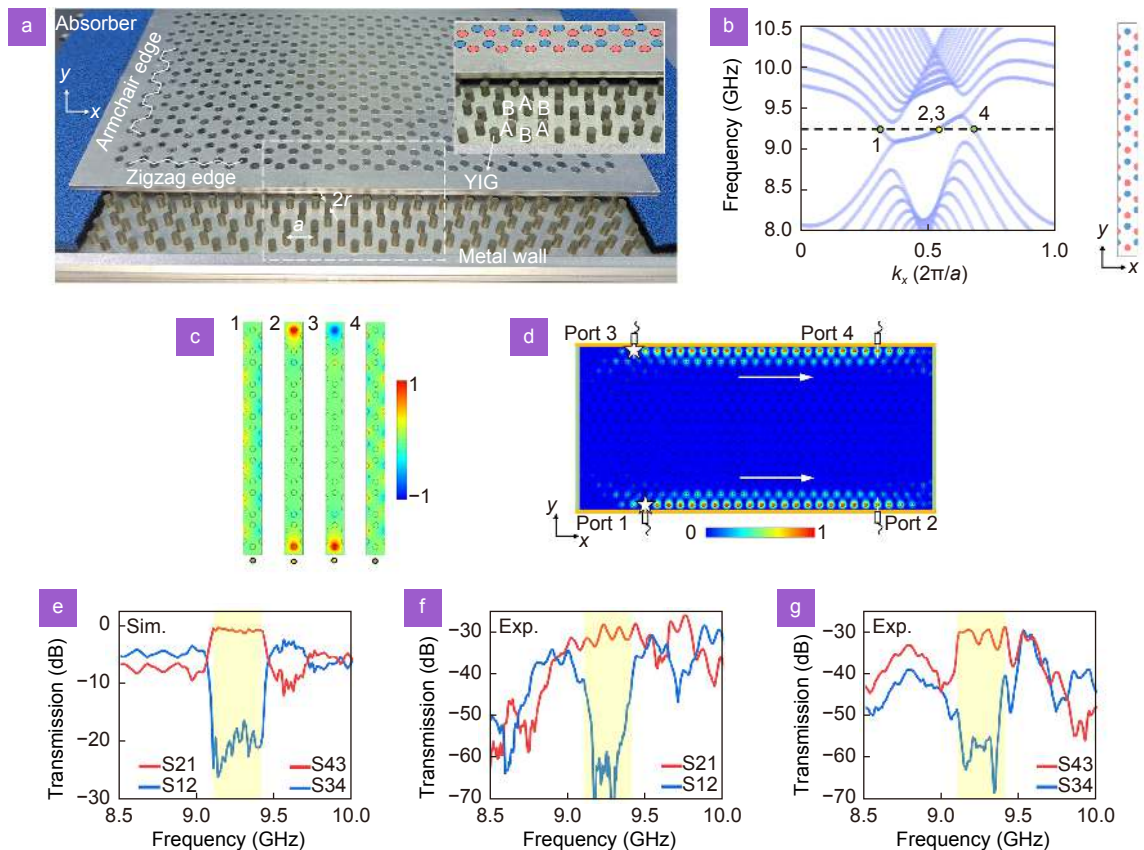 a
Absorber
y
x
Armchair edge
Zigzag edge
B A B
A B A
YIG
2r
a
Metal wall
b
Frequency (GHz)
10.5
10.0
9.5
9.0
8.5
8.0
1
2,3
4
0
0.5
1.0
kₓ (2π/a)
y
x
c
1
2
3
4
1
−1
d
Port 3
Port 4
Port 1
Port 2
y
x
0
1
e
Sim.
Transmission (dB)
0
−10
−20
−30
S21
S43
S12
S34
8.5
9.0
9.5
10.0
Frequency (GHz)
f
Exp.
Transmission (dB)
−30
−40
−50
−60
−70
S21
S12
8.5
9.0
9.5
10.0
Frequency (GHz)
g
Exp.
Transmission (dB)
−30
−40
−50
−60
−70
S43
S34
8.5
9.0
9.5
10.0
Frequency (GHz)